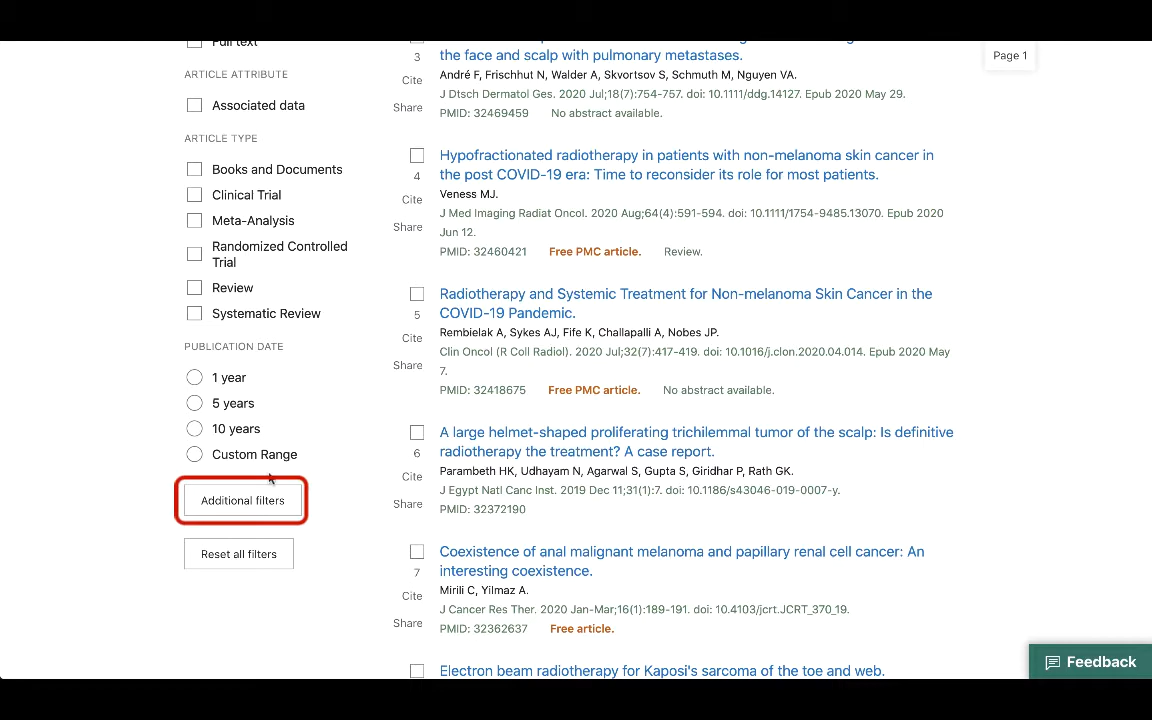 Full text
ARTICLE ATTRIBUTE
Associated data
ARTICLE TYPE
Books and Documents
Clinical Trial
Meta-Analysis
Randomized Controlled
Trial
Review
Systematic Review
PUBLICATION DATE
1 year
5 years
10 years
Custom Range
Additional filters
Reset all filters
3
the face and scalp with pulmonary metastases.
Cite
André F, Frischhut N, Walder A, Skvortsov S, Schmuth M, Nguyen VA.
J Dtsch Dermatol Ges. 2020 Jul;18(7):754-757. doi: 10.1111/ddg.14127. Epub 2020 May 29.
Share
PMID: 32469459 No abstract available.
Hypofractionated radiotherapy in patients with non-melanoma skin cancer in
4
the post COVID-19 era: Time to reconsider its role for most patients.
Cite
Veness MJ.
J Med Imaging Radiat Oncol. 2020 Aug;64(4):591-594. doi: 10.1111/1754-9485.13070. Epub 2020
Share
Jun 12.
PMID: 32460421 Free PMC article. Review.
Radiotherapy and Systemic Treatment for Non-melanoma Skin Cancer in the
5
COVID-19 Pandemic.
Cite
Rembielak A, Sykes AJ, Fife K, Challapalli A, Nobes JP.
Clin Oncol (R Coll Radiol). 2020 Jul;32(7):417-419. doi: 10.1016/j.clon.2020.04.014. Epub 2020 May
Share
7.
PMID: 32418675 Free PMC article. No abstract available.
A large helmet-shaped proliferating trichilemmal tumor of the scalp: Is definitive
6
radiotherapy the treatment? A case report.
Cite
Parambeth HK, Udhayam N, Agarwal S, Gupta S, Giridhar P, Rath GK.
J Egypt Natl Canc Inst. 2019 Dec 11;31(1):7. doi: 10.1186/s43046-019-0007-y.
Share
PMID: 32372190
Coexistence of anal malignant melanoma and papillary renal cell cancer: An
7
interesting coexistence.
Cite
Mirili C, Yilmaz A.
J Cancer Res Ther. 2020 Jan-Mar;16(1):189-191. doi: 10.4103/jcrt.JCRT_370_19.
Share
PMID: 32362637 Free article.
Electron beam radiotherapy for Kaposi's sarcoma of the toe and web.
Page 1
Feedback